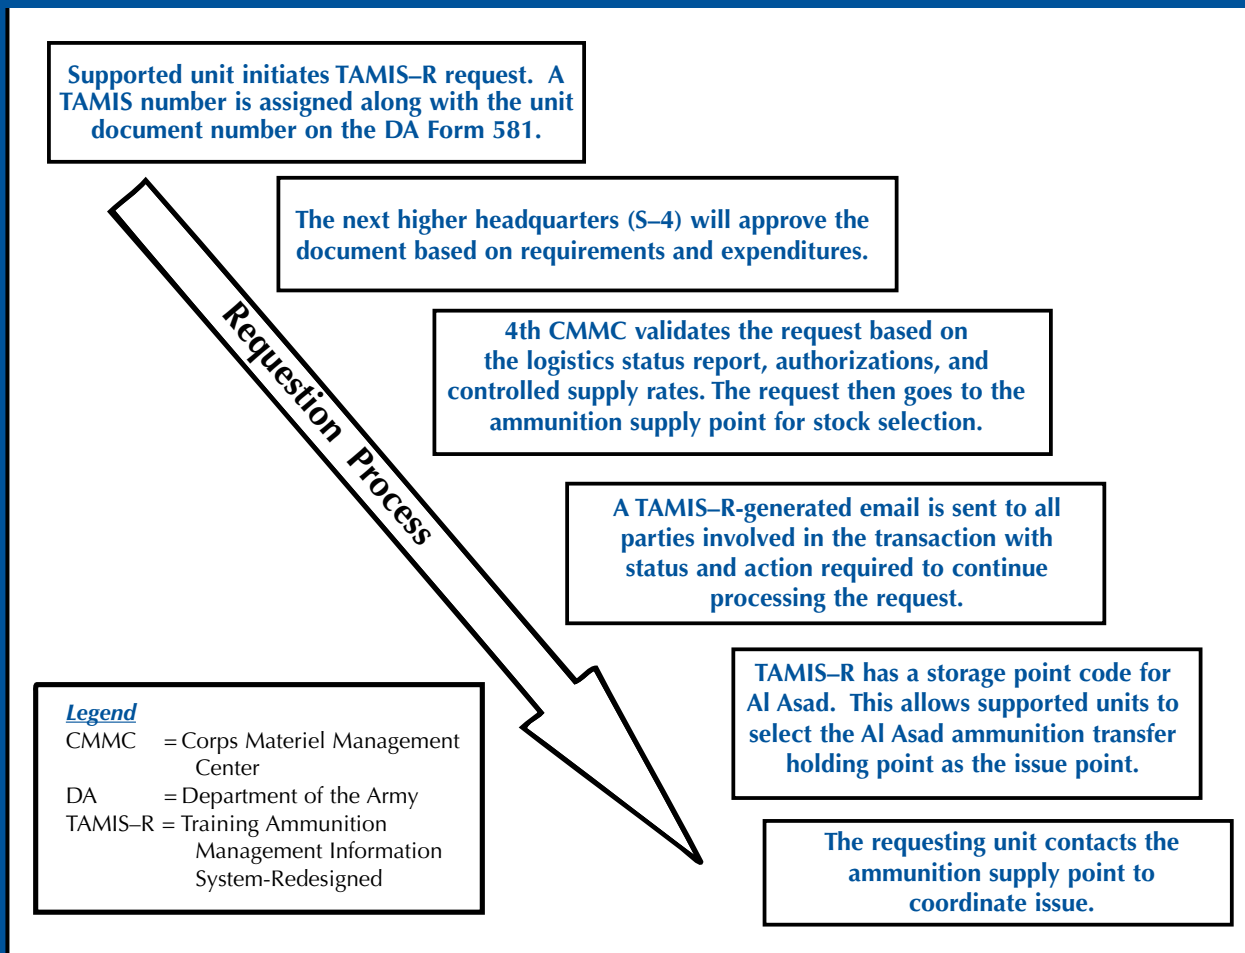 Supported unit initiates TAMIS–R request.  A
TAMIS number is assigned along with the unit
document number on the DA Form 581.
The next higher headquarters (S–4) will approve the
document based on requirements and expenditures.
4th CMMC validates the request based on
the logistics status report, authorizations, and
controlled supply rates. The request then goes to the
ammunition supply point for stock selection.
Requestion Process
A TAMIS–R-generated email is sent to all
parties involved in the transaction with
status and action required to continue
processing the request.
TAMIS–R has a storage point code for
Al Asad.  This allows supported units to
select the Al Asad ammunition transfer
holding point as the issue point.
The requesting unit contacts the
ammunition supply point to
coordinate issue.
Legend
CMMC = Corps Materiel Management
Center
DA = Department of the Army
TAMIS–R = Training Ammunition
Management Information
System-Redesigned